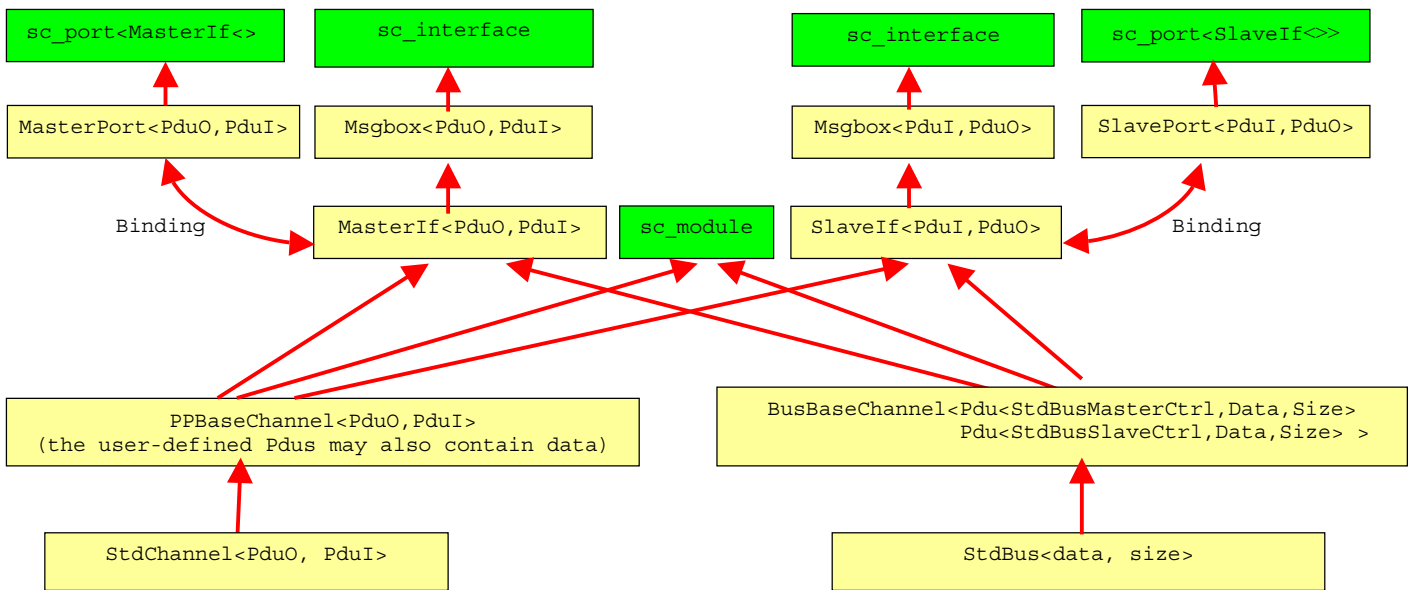 sc_port<MasterIf<>
sc_interface
sc_interface
sc_port<SlaveIf<>>
MasterPort<PduO,PduI>
Msgbox<PduO,PduI>
Msgbox<PduI,PduO>
SlavePort<PduI,PduO>
Binding
MasterIf<PduO,PduI>
sc_module
SlaveIf<PduI,PduO>
Binding
PPBaseChannel<PduO,PduI>
(the user-defined Pdus may also contain data)
BusBaseChannel<Pdu<StdBusMasterCtrl,Data,Size>
Pdu<StdBusSlaveCtrl,Data,Size> >
StdChannel<PduO, PduI>
StdBus<data, size>